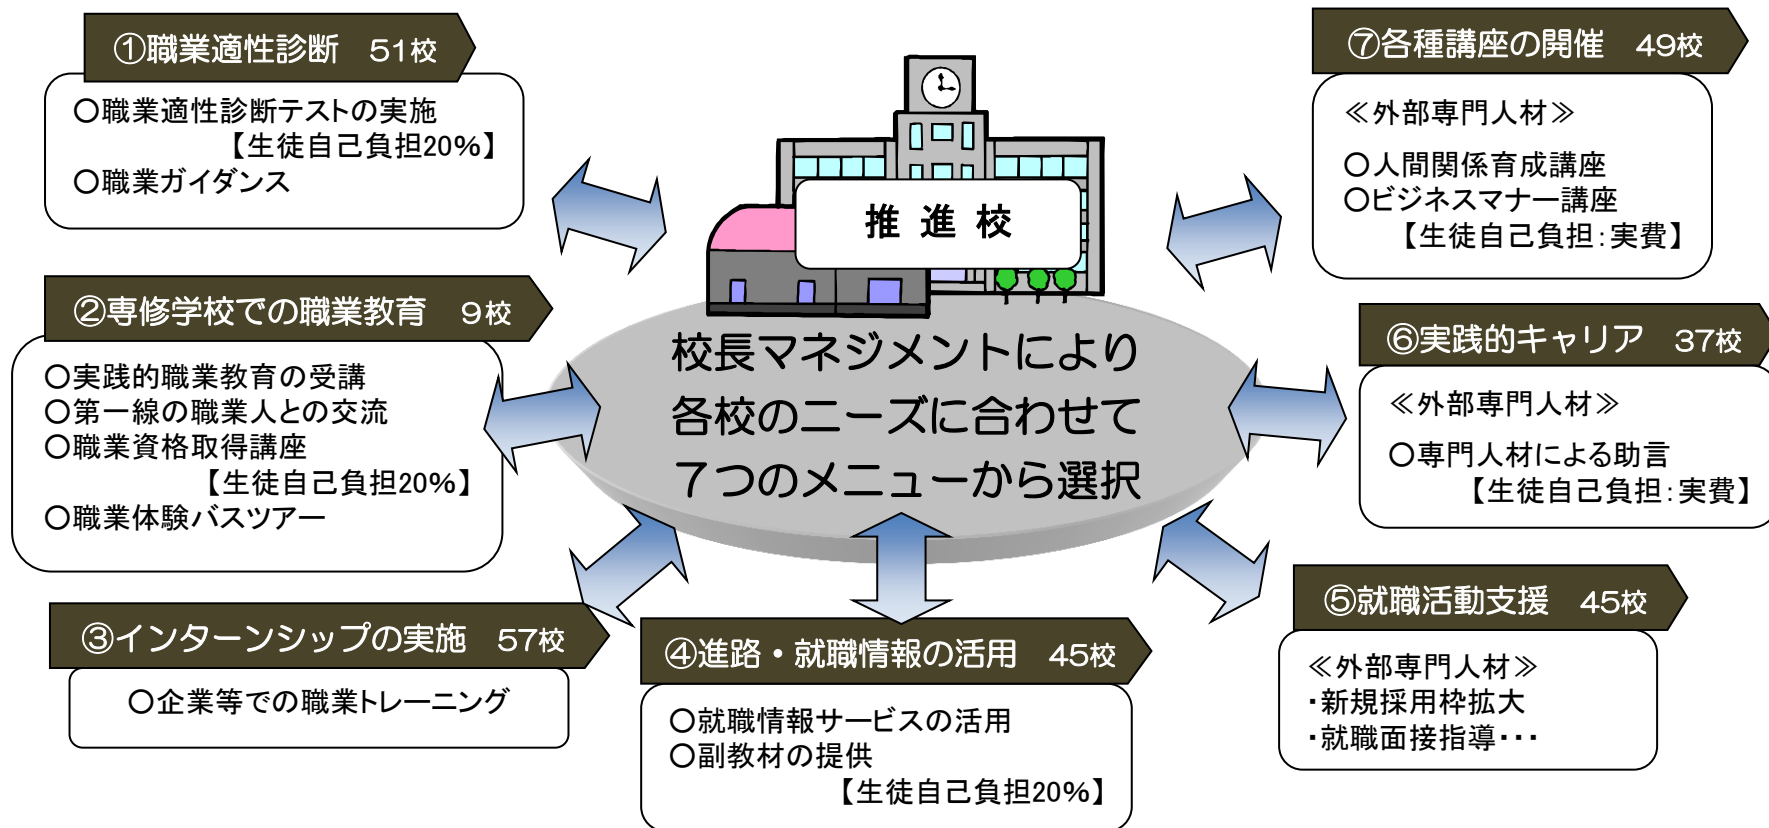 ①職業適性診断　51校
〇職業適性診断テストの実施
【生徒自己負担20%】
〇職業ガイダンス
②専修学校での職業教育　9校
〇実践的職業教育の受講
〇第一線の職業人との交流
〇職業資格取得講座
【生徒自己負担20%】
〇職業体験バスツアー
③インターンシップの実施　57校
〇企業等での職業トレーニング
推 進 校
校長マネジメントにより
各校のニーズに合わせて
７つのメニューから選択
④進路・就職情報の活用　45校
〇就職情報サービスの活用
〇副教材の提供
【生徒自己負担20%】
⑦各種講座の開催　49校
≪外部専門人材≫
〇人間関係育成講座
〇ビジネスマナー講座
【生徒自己負担：実費】
⑥実践的キャリア　37校
≪外部専門人材≫
〇専門人材による助言
【生徒自己負担：実費】
⑤就職活動支援　45校
≪外部専門人材≫
・新規採用枠拡大
・就職面接指導・・・